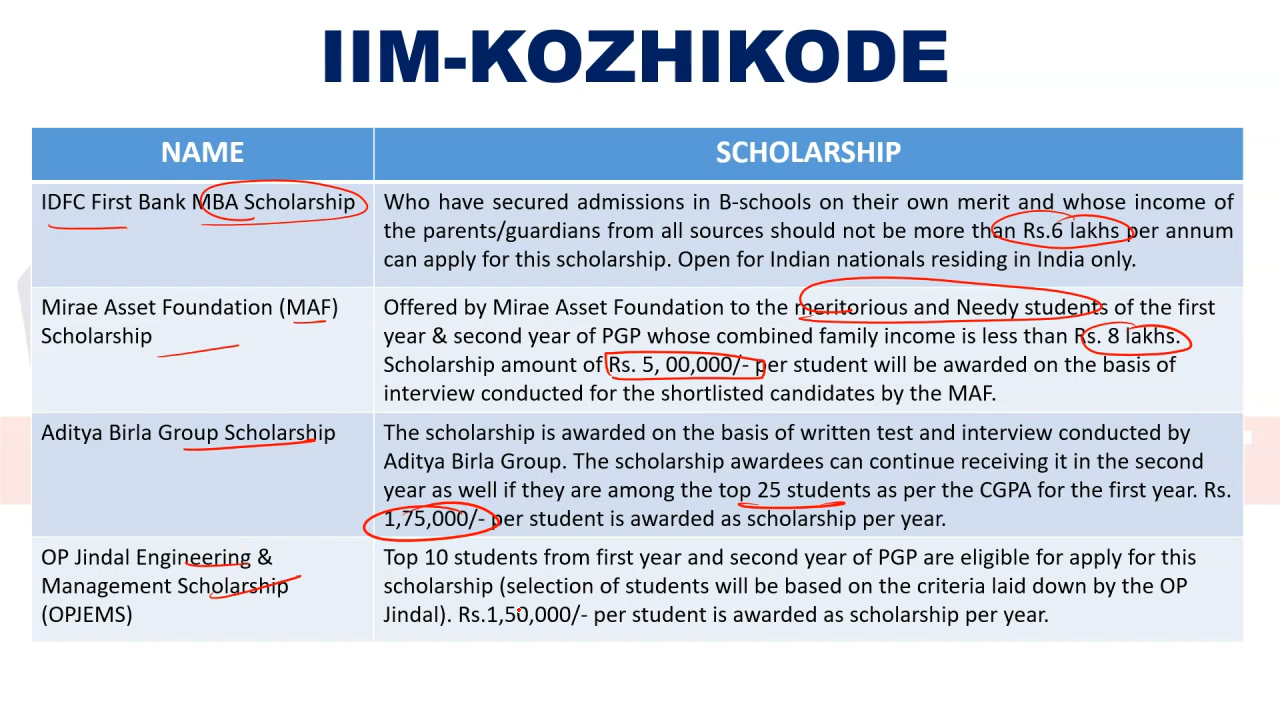 IIM-KOZHIKODE
NAME
SCHOLARSHIP
IDFC First Bank MBA Scholarship
Who have secured admissions in B-schools on their own merit and whose income of
the parents/guardians from all sources should not be more than Rs.6 lakhs per annum
can apply for this scholarship. Open for Indian nationals residing in India only.
Mirae Asset Foundation (MAF)
Scholarship
Offered by Mirae Asset Foundation to the meritorious and Needy students of the first
year & second year of PGP whose combined family income is less than Rs. 8 lakhs.
Scholarship amount of Rs. 5, 00,000/- per student will be awarded on the basis of
interview conducted for the shortlisted candidates by the MAF.
Aditya Birla Group Scholarship
The scholarship is awarded on the basis of written test and interview conducted by
Aditya Birla Group. The scholarship awardees can continue receiving it in the second
year as well if they are among the top 25 students as per the CGPA for the first year. Rs.
1,75,000/- per student is awarded as scholarship per year.
OP Jindal Engineering &
Management Scholarship
(OPJEMS)
Top 10 students from first year and second year of PGP are eligible for apply for this
scholarship (selection of students will be based on the criteria laid down by the OP
Jindal). Rs.1,50,000/- per student is awarded as scholarship per year.